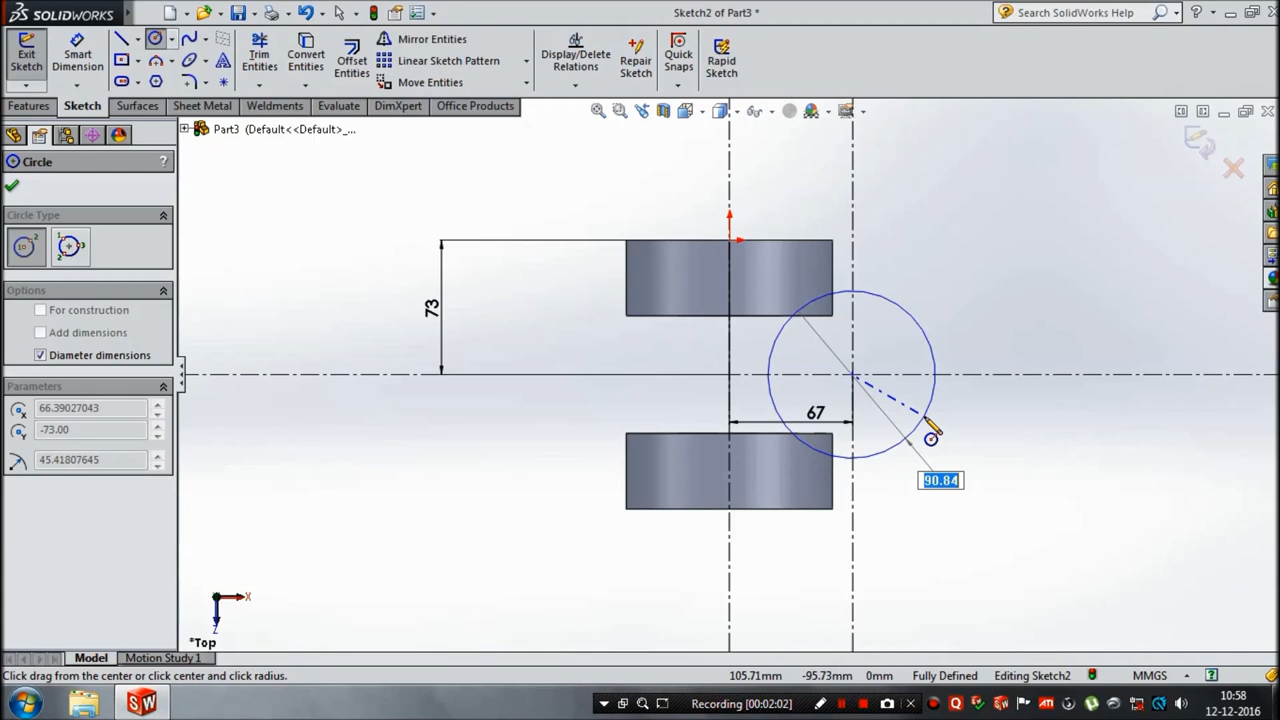 SOLIDWORKS
Sketch2 of Part3 *
Search SolidWorks Help
Exit Sketch
Smart Dimension
Trim Entities
Convert Entities
Offset Entities
Mirror Entities
Linear Sketch Pattern
Move Entities
Display/Delete Relations
Repair Sketch
Quick Snaps
Rapid Sketch
Features
Sketch
Surfaces
Sheet Metal
Weldments
Evaluate
DimXpert
Office Products
Part3 (Default<<Default>_...
Circle
?
Circle Type
Options
For construction
Add dimensions
Diameter dimensions
Parameters
66.39027043
-73.00
45.41807645
73
67
90.84
X
Z
*Top
Model
Motion Study 1
Click drag from the center or click center and click radius.
105.71mm
-95.73mm
0mm
Fully Defined
Editing Sketch2
MMGS
Recording [00:02:02]
10:58
12-12-2016